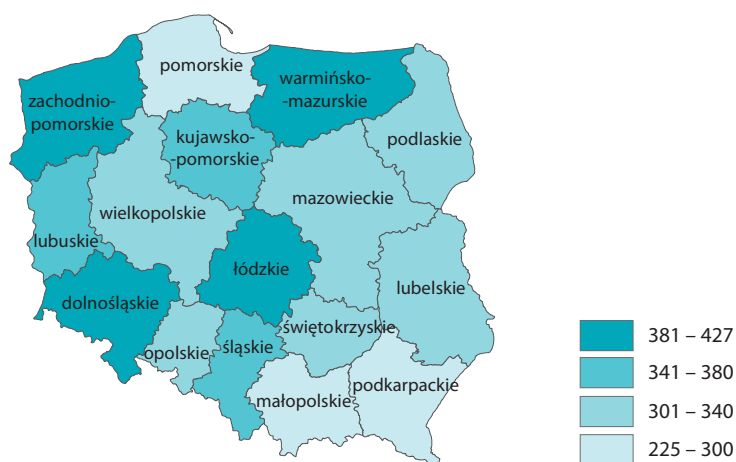 pomorskie
warmińsko-
-mazurskie
zachodnio-
pomorskie
kujawsko-
-pomorskie
podlaskie
mazowieckie
wielkopolskie
lubuskie
łódzkie
lubelskie
dolnośląskie
świętokrzyskie
opolskie
śląskie
podkarpackie
małopolskie
381 – 427
341 – 380
301 – 340
225 – 300